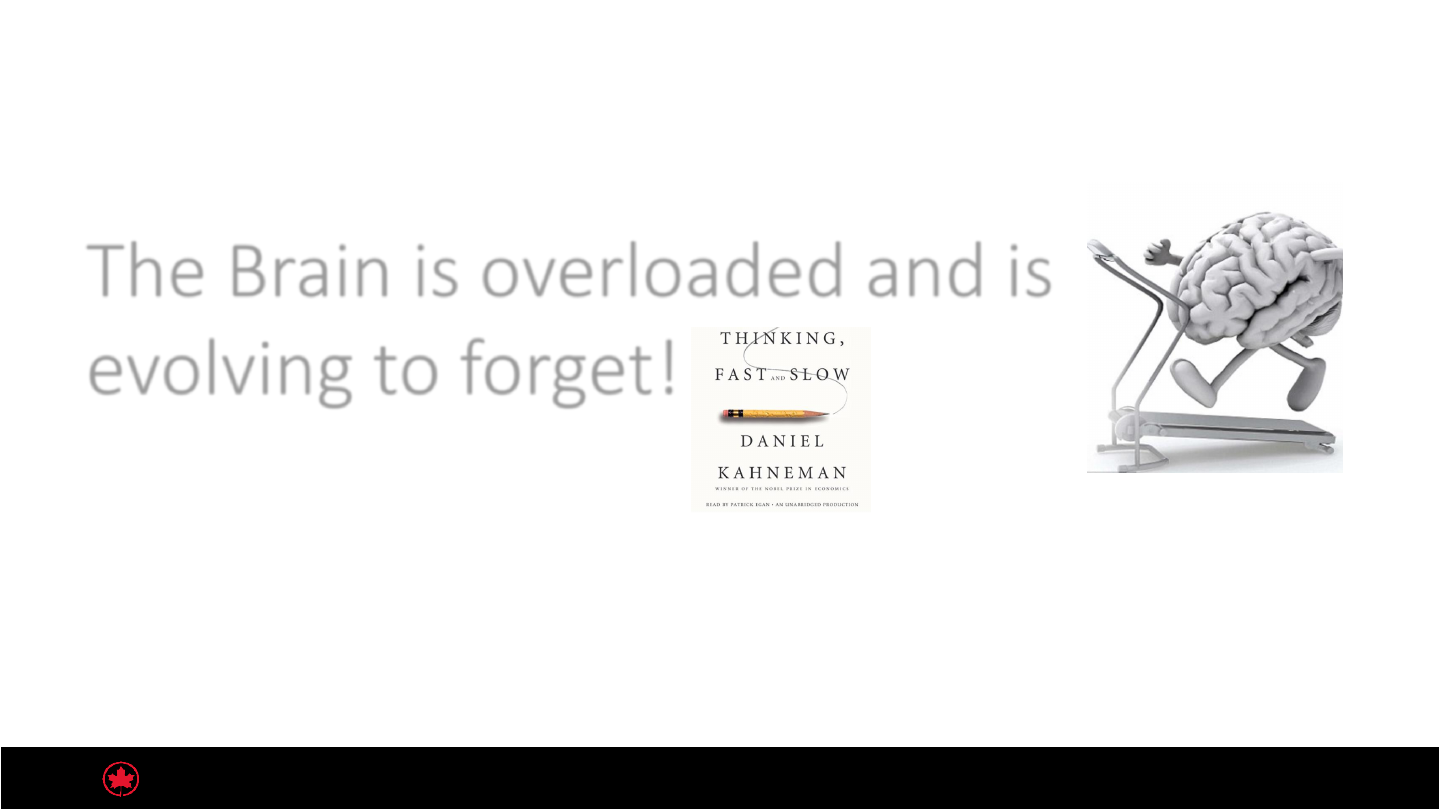 The Brain is overloaded and is
evolving to forget!
THINKING,
FAST AND SLOW
DANIEL
KAHNEMAN
WINNER OF THE NOBEL PRIZE IN ECONOMICS
READ BY PATRICK EGAN • AN UNABRIDGED PRODUCTION